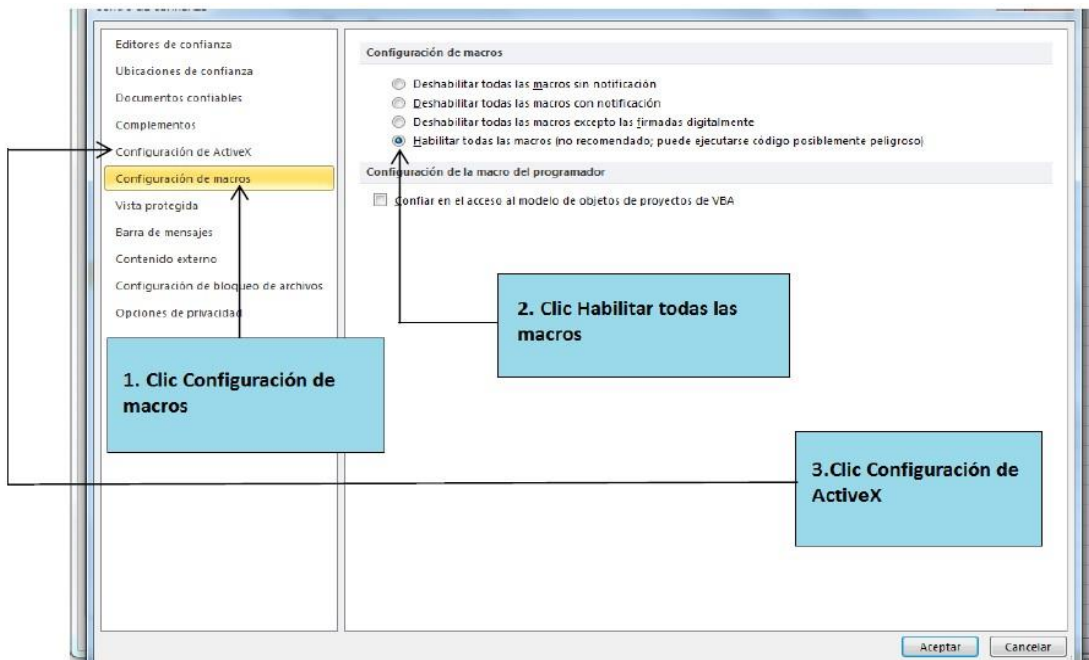 Editores de confianza
Ubicaciones de confianza
Documentos confiables
Complementos
Configuración de ActiveX
Configuración de macros
Vista protegida
Barra de mensajes
Contenido externo
Configuración de bloqueo de archivos
Opciones de privacidad
Configuración de macros
Deshabilitar todas las macros sin notificación
Deshabilitar todas las macros con notificación
Deshabilitar todas las macros excepto las firmadas digitalmente
Habilitar todas las macros (no recomendado; puede ejecutarse código posiblemente peligroso)
Configuración de la macro del programador
Confiar en el acceso al modelo de objetos de proyectos de VBA
2. Clic Habilitar todas las
macros
1. Clic Configuración de
macros
3.Clic Configuración de
ActiveX
Aceptar
Cancelar